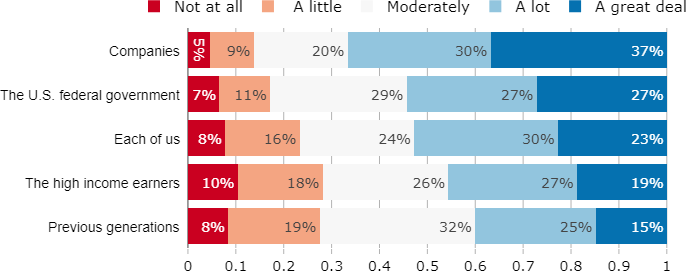 Not at all A little Moderately A lot A great deal
Companies 5% 9% 20% 30% 37%
The U.S. federal government 7% 11% 29% 27% 27%
Each of us 8% 16% 24% 30% 23%
The high income earners 10% 18% 26% 27% 19%
Previous generations 8% 19% 32% 25% 15%
0 0.1 0.2 0.3 0.4 0.5 0.6 0.7 0.8 0.9 1